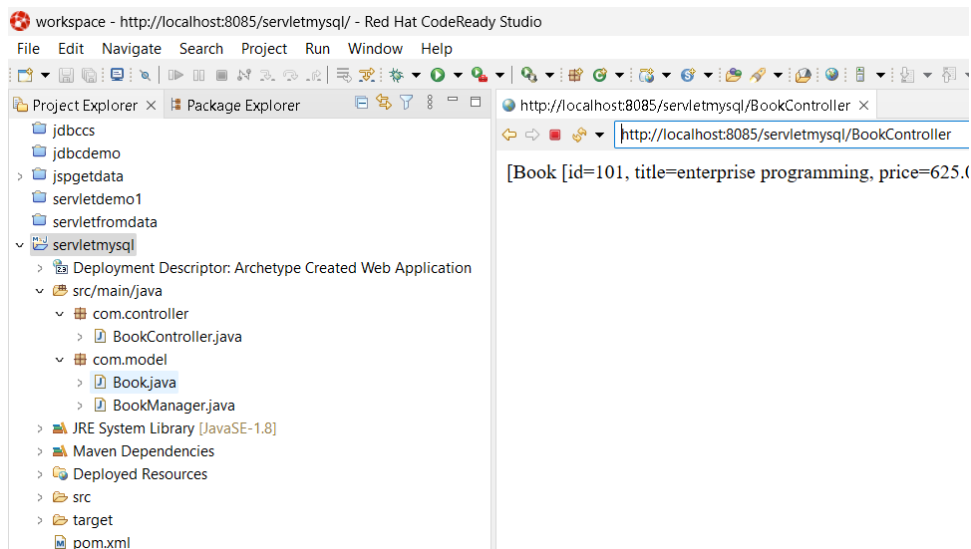 workspace - http://localhost:8085/servletmysql/ - Red Hat CodeReady Studio
File Edit Navigate Search Project Run Window Help
Project Explorer Package Explorer
http://localhost:8085/servletmysql/BookController
http://localhost:8085/servletmysql/BookController
[Book [id=101, title=enterprise programming, price=625.0
jdbccs
jdbcdemo
jspgetdata
servletdemo1
servletfromdata
servletmysql
Deployment Descriptor: Archetype Created Web Application
src/main/java
com.controller
BookController.java
com.model
Book.java
BookManager.java
JRE System Library [JavaSE-1.8]
Maven Dependencies
Deployed Resources
src
target
pom.xml